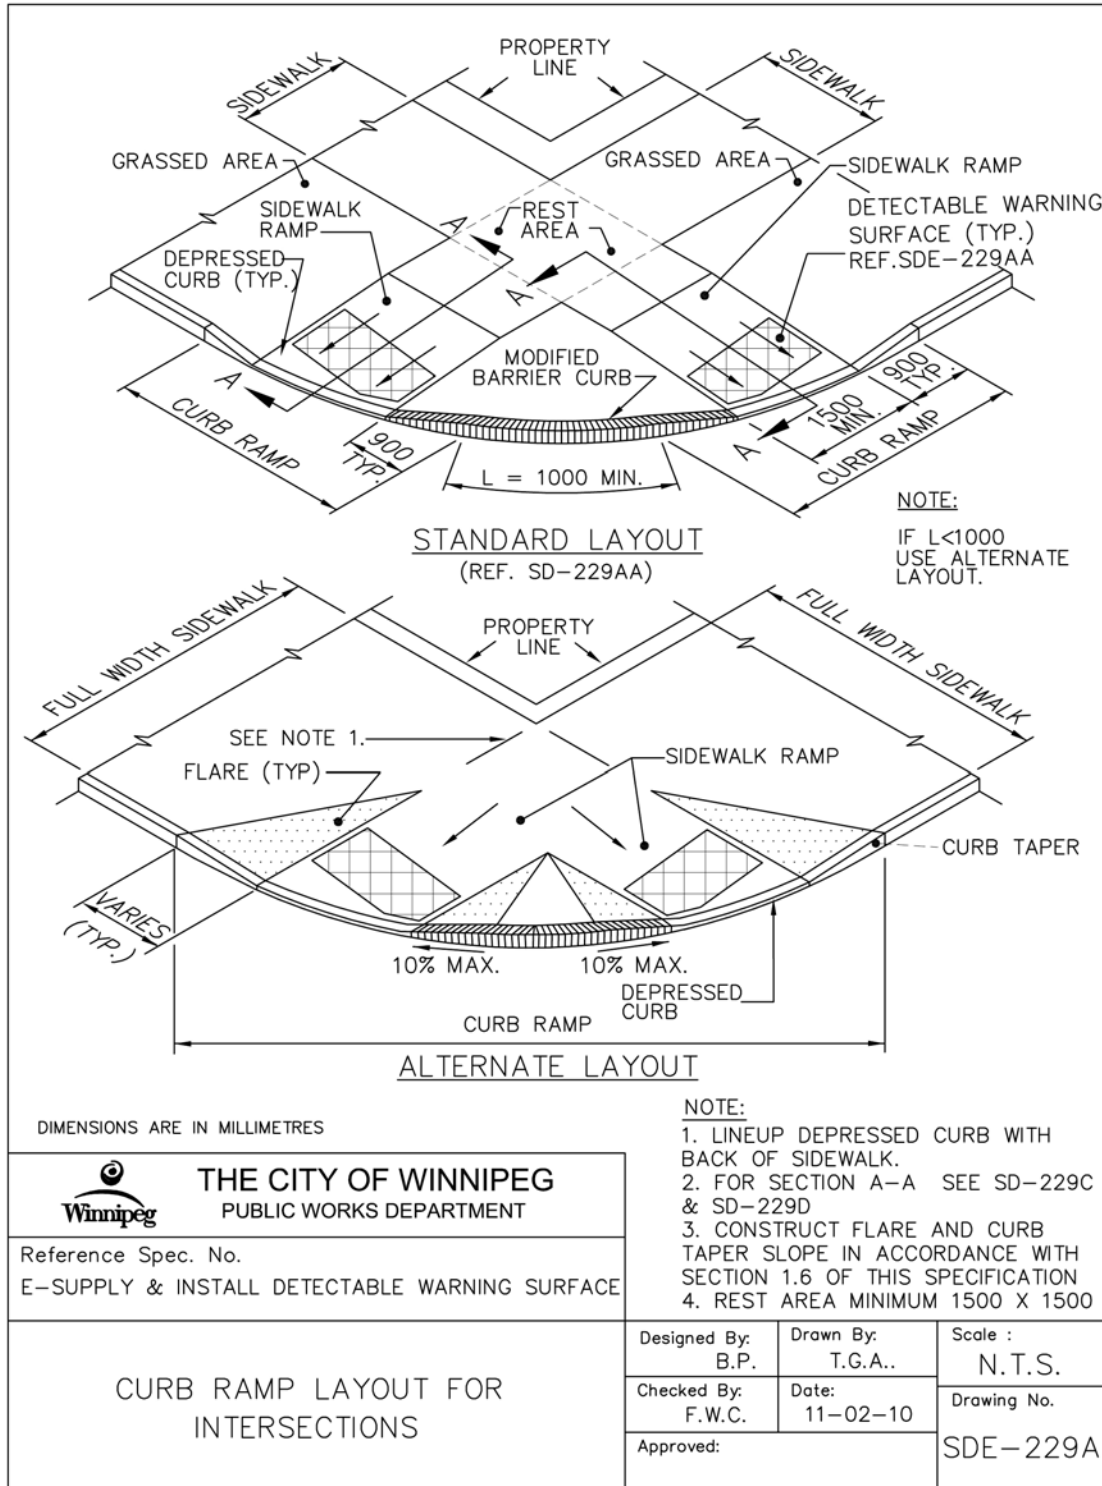 PROPERTY
LINE
SIDEWALK
SIDEWALK
GRASSED AREA
GRASSED AREA
SIDEWALK RAMP
SIDEWALK
RAMP
REST
AREA
DETECTABLE WARNING
SURFACE (TYP.)
REF.SDE-229AA
DEPRESSED
CURB (TYP.)
A
A
A
A
MODIFIED
BARRIER CURB
900
TYP.
1500
MIN.
CURB RAMP
CURB RAMP
900
TYP.
L = 1000 MIN.
NOTE:
IF L<1000
USE ALTERNATE
LAYOUT.
STANDARD LAYOUT
(REF. SD-229AA)
FULL WIDTH SIDEWALK
PROPERTY
LINE
FULL WIDTH SIDEWALK
SEE NOTE 1.
FLARE (TYP)
SIDEWALK RAMP
CURB TAPER
VARIES
(TYP.)
10% MAX.
10% MAX.
DEPRESSED
CURB
CURB RAMP
ALTERNATE LAYOUT
DIMENSIONS ARE IN MILLIMETRES
NOTE:
1. LINEUP DEPRESSED CURB WITH
BACK OF SIDEWALK.
2. FOR SECTION A-A SEE SD-229C
& SD-229D
3. CONSTRUCT FLARE AND CURB
TAPER SLOPE IN ACCORDANCE WITH
SECTION 1.6 OF THIS SPECIFICATION
4. REST AREA MINIMUM 1500 X 1500
Winnipeg
THE CITY OF WINNIPEG
PUBLIC WORKS DEPARTMENT
Reference Spec. No.
E-SUPPLY & INSTALL DETECTABLE WARNING SURFACE
CURB RAMP LAYOUT FOR
INTERSECTIONS
Designed By:
B.P.
Drawn By:
T.G.A..
Scale :
N.T.S.
Checked By:
F.W.C.
Date:
11-02-10
Drawing No.
SDE-229A
Approved: